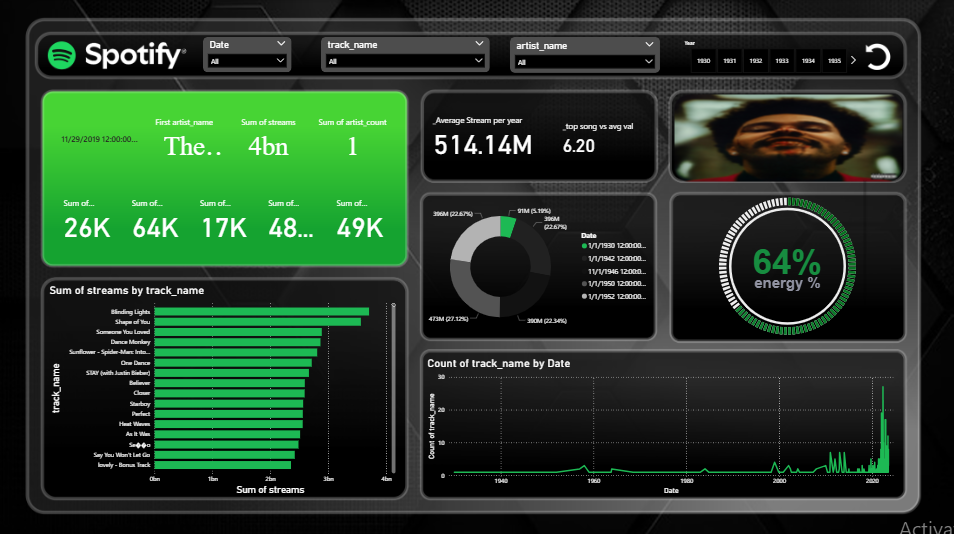 Spotify®
Date
All
track_name
All
artist_name
All
Year
1930 1931 1932 1933 1934 1935
11/29/2019 12:00:00...
First artist_name
The..
Sum of streams
4bn
Sum of artist_count
1
Sum of...
26K
Sum of...
64K
Sum of...
17K
Sum of...
48...
Sum of...
49K
_Average Stream per year
514.14M
_top song vs avg val
6.20
396M (22.67%)
91M (5.19%)
396M
(22.67%)
473M (27.12%)
390M (22.34%)
Date
1/1/1930 12:00:00...
1/1/1942 12:00:00...
11/1/1946 12:00:00...
1/1/1950 12:00:00...
1/1/1952 12:00:00...
64%
energy %
Sum of streams by track_name
track_name
Blinding Lights
Shape of You
Someone You Loved
Dance Monkey
Sunflower - Spider-Man: Into...
One Dance
STAY (with Justin Bieber)
Believer
Closer
Starboy
Perfect
Heat Waves
As It Was
Se��o
Say You Won't Let Go
lovely - Bonus Track
0bn 1bn 2bn 3bn 4bn
Sum of streams
Count of track_name by Date
Count of track_name
30
20
10
0
1940 1960 1980 2000 2020
Date
Activa